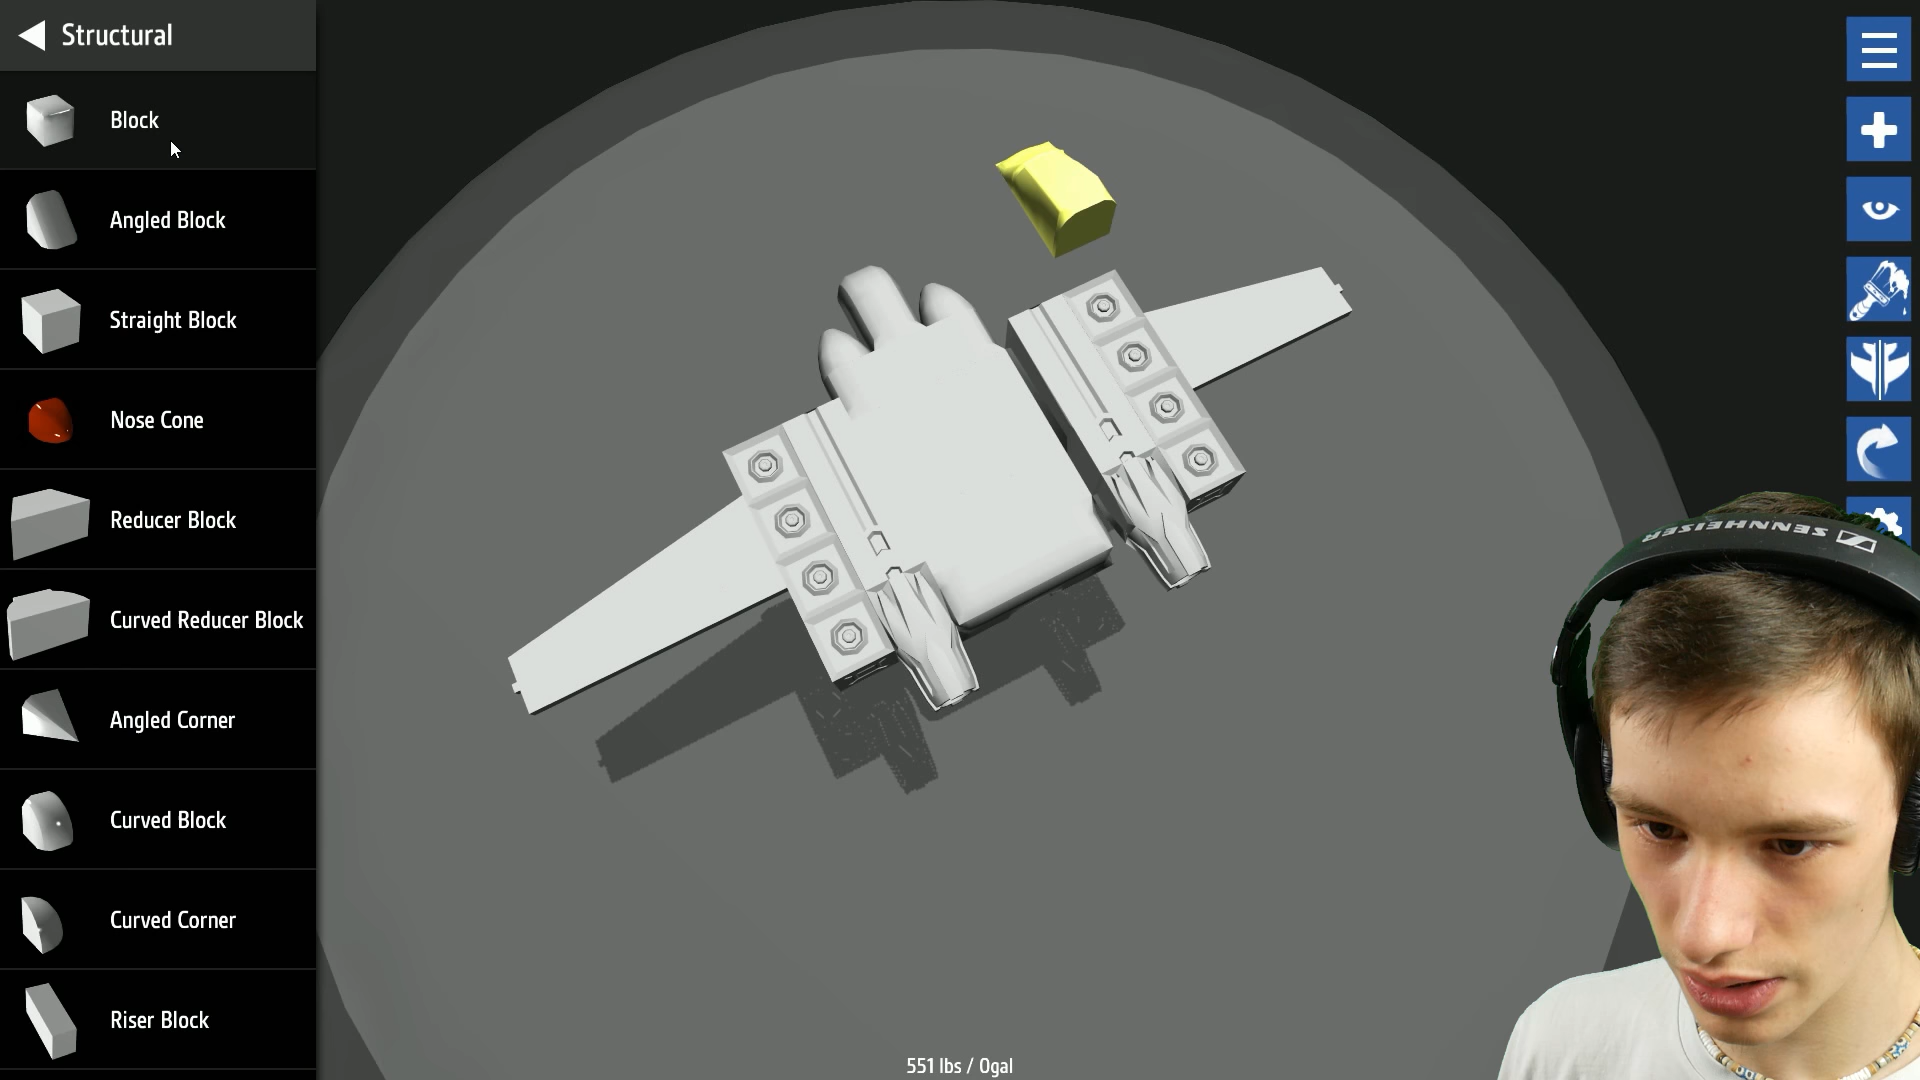 Structural
Block
Angled Block
Straight Block
Nose Cone
Reducer Block
Curved Reducer Block
Angled Corner
Curved Block
Curved Corner
Riser Block
551 lbs / 0gal
SENNHEISER